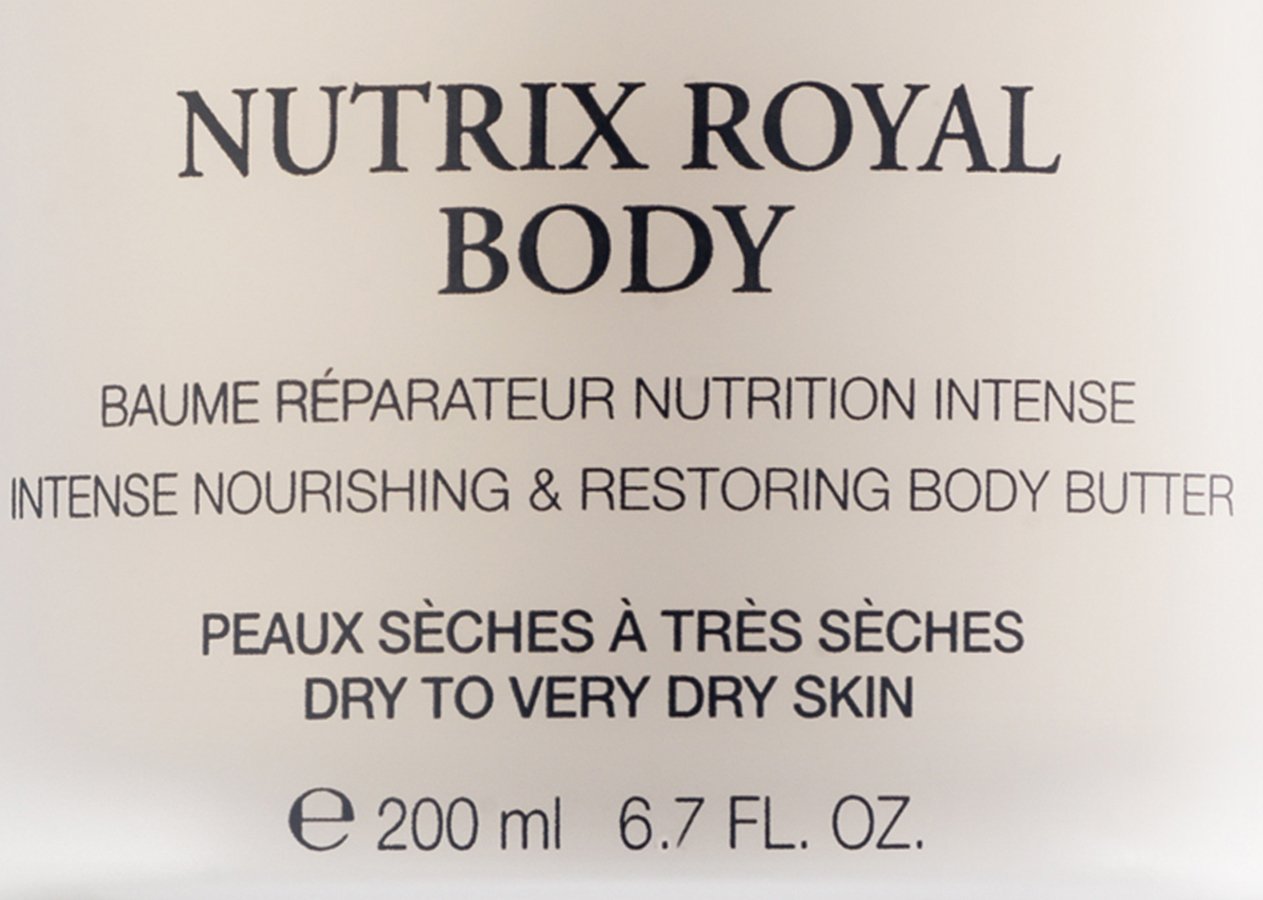 NUTRIX ROYAL
BODY
BAUME RÉPARATEUR NUTRITION INTENSE
INTENSE NOURISHING & RESTORING BODY BUTTER
PEAUX SÈCHES À TRÈS SÈCHES
DRY TO VERY DRY SKIN
℮ 200 ml 6.7 FL. OZ.